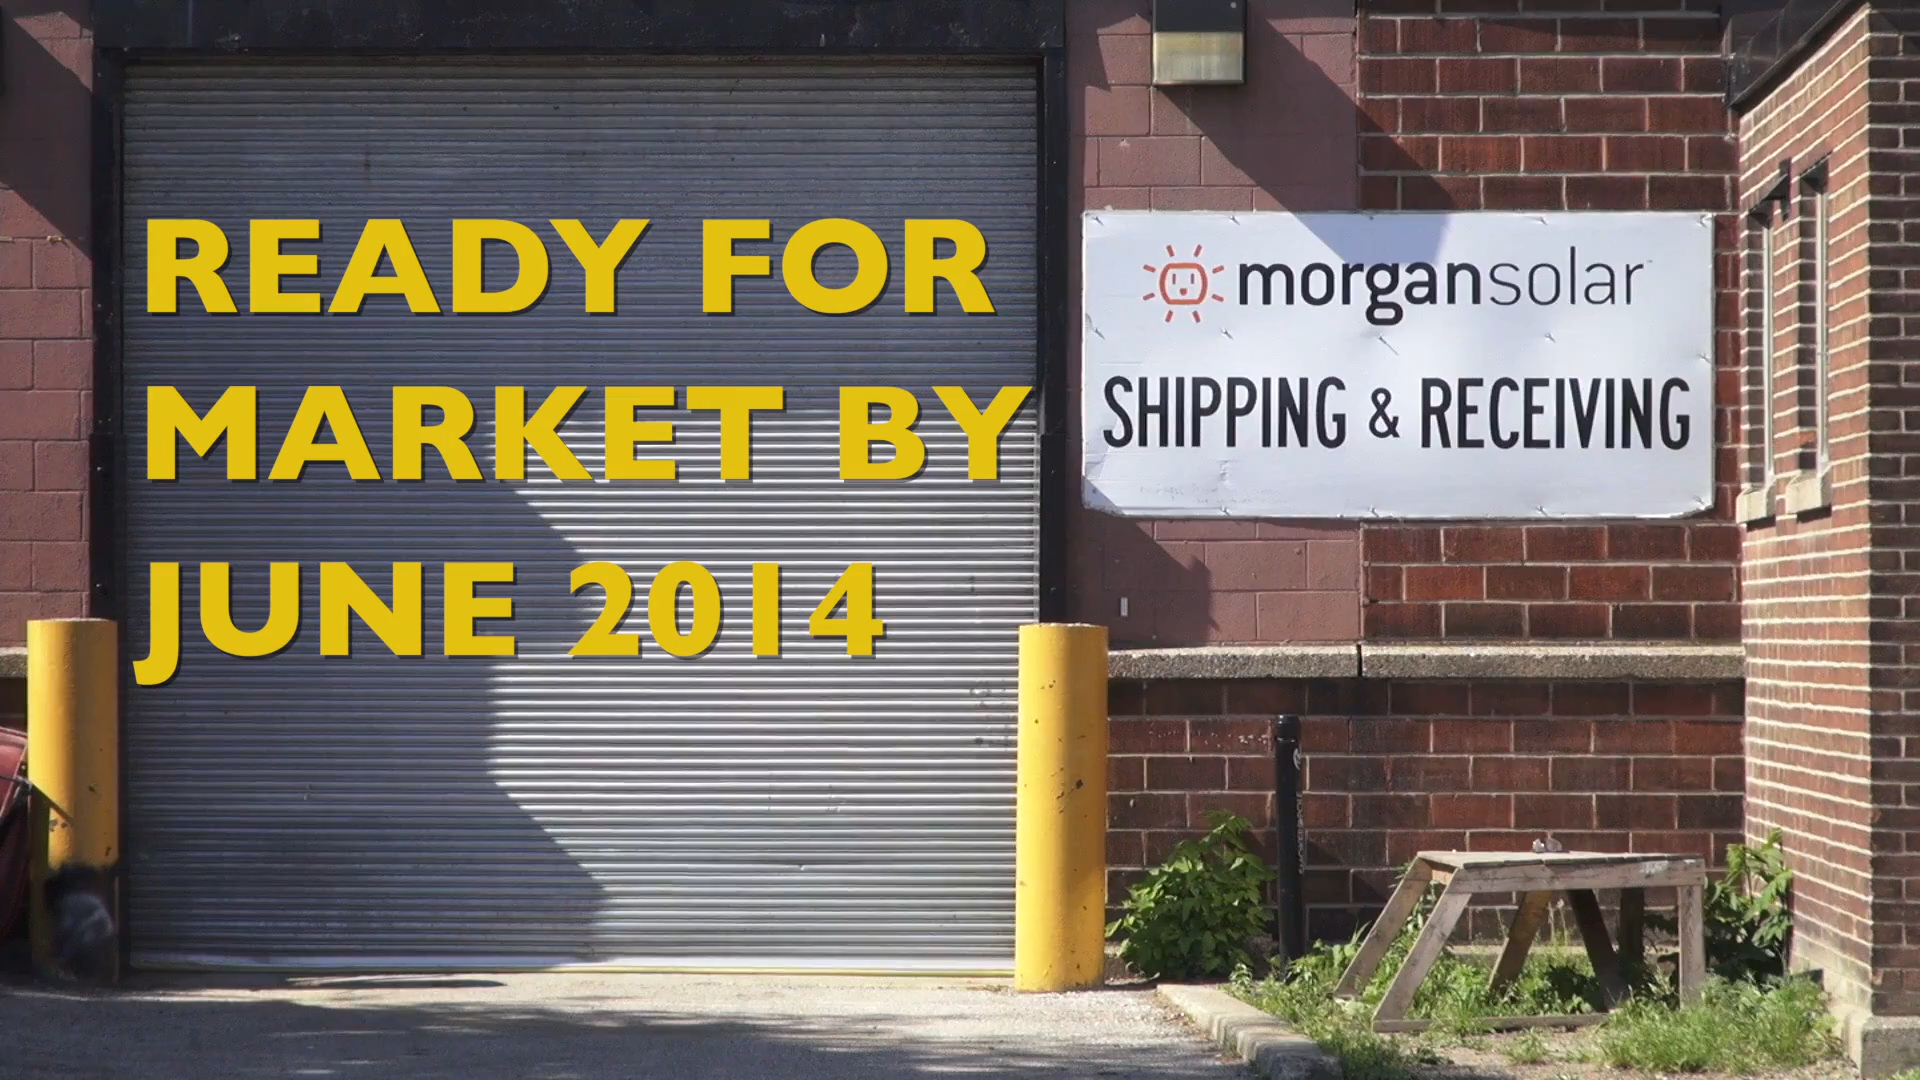 READY FOR
MARKET BY
JUNE 2014
morgansolar
SHIPPING & RECEIVING